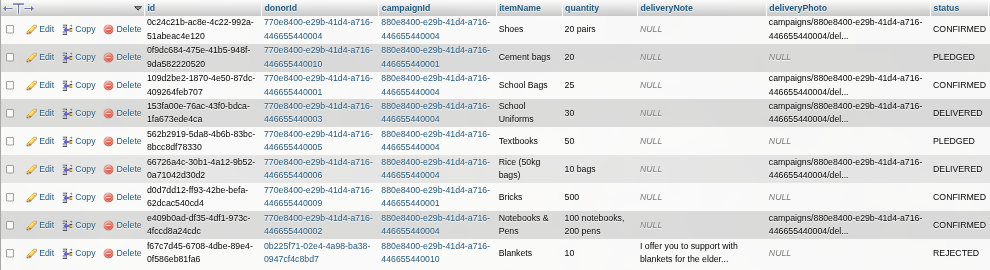 ←T→ id donorId campaignId itemName quantity deliveryNote deliveryPhoto status
Edit Copy Delete 0c24c21b-ac8e-4c22-992a- 770e8400-e29b-41d4-a716- 880e8400-e29b-41d4-a716- Shoes 20 pairs NULL campaigns/880e8400-e29b-41d4-a716- CONFIRMED
51abeac4e120 446655440004 446655440004 446655440004/del...
Edit Copy Delete 0f9dc684-475e-41b5-948f- 770e8400-e29b-41d4-a716- 880e8400-e29b-41d4-a716- Cement bags 20 NULL NULL PLEDGED
9da582220520 446655440010 446655440001
Edit Copy Delete 109d2be2-1870-4e50-87dc- 770e8400-e29b-41d4-a716- 880e8400-e29b-41d4-a716- School Bags 25 NULL campaigns/880e8400-e29b-41d4-a716- CONFIRMED
409264feb707 446655440001 446655440004 446655440004/del...
Edit Copy Delete 153fa00e-76ac-43f0-bdca- 770e8400-e29b-41d4-a716- 880e8400-e29b-41d4-a716- School 30 NULL campaigns/880e8400-e29b-41d4-a716- DELIVERED
1fa673ede4ca 446655440003 446655440004 Uniforms 446655440004/del...
Edit Copy Delete 562b2919-5da8-4b6b-83bc- 770e8400-e29b-41d4-a716- 880e8400-e29b-41d4-a716- Textbooks 50 NULL NULL PLEDGED
8bcc8df78330 446655440005 446655440004
Edit Copy Delete 66726a4c-30b1-4a12-9b52- 770e8400-e29b-41d4-a716- 880e8400-e29b-41d4-a716- Rice (50kg 10 bags NULL campaigns/880e8400-e29b-41d4-a716- DELIVERED
0a71042d30d2 446655440006 446655440004 bags) 446655440004/del...
Edit Copy Delete d0d7dd12-ff93-42be-befa- 770e8400-e29b-41d4-a716- 880e8400-e29b-41d4-a716- Bricks 500 NULL NULL CONFIRMED
62dcac540cd4 446655440009 446655440001
Edit Copy Delete e409b0ad-df35-4df1-973c- 770e8400-e29b-41d4-a716- 880e8400-e29b-41d4-a716- Notebooks & 100 notebooks, NULL campaigns/880e8400-e29b-41d4-a716- CONFIRMED
4fccd8a24cdc 446655440002 446655440004 Pens 200 pens 446655440004/del...
Edit Copy Delete f67c7d45-6708-4dbe-89e4- 0b225f71-02e4-4a98-ba38- 880e8400-e29b-41d4-a716- Blankets 10 I offer you to support with NULL REJECTED
0f586eb81fa6 0947cf4c8bd7 446655440010 blankets for the elder...